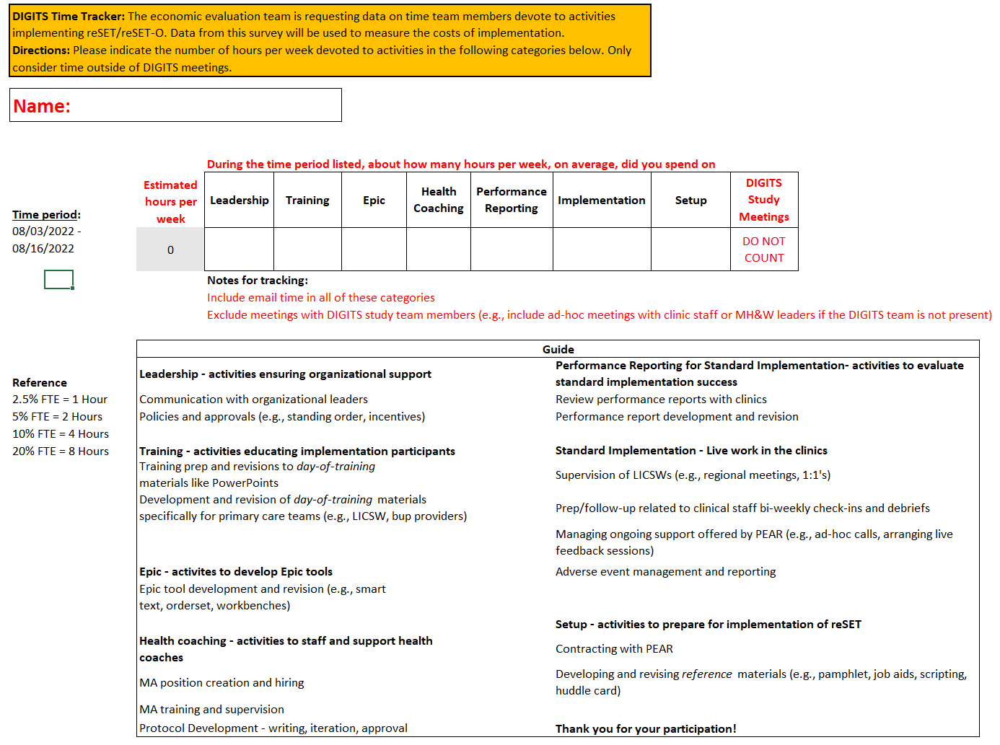 DIGITS Time Tracker: The economic evaluation team is requesting data on time team members devote to activities
implementing reSET/reSET-O. Data from this survey will be used to measure the costs of implementation.
Directions: Please indicate the number of hours per week devoted to activities in the following categories below. Only
consider time outside of DIGITS meetings.
Name:
During the time period listed, about how many hours per week, on average, did you spend on
Time period:
08/03/2022 -
08/16/2022
Estimated
hours per
week
Leadership
Training
Epic
Health
Coaching
Performance
Reporting
Implementation
Setup
DIGITS
Study
Meetings
0
DO NOT
COUNT
Notes for tracking:
Include email time in all of these categories
Exclude meetings with DIGITS study team members (e.g., include ad-hoc meetings with clinic staff or MH&W leaders if the DIGITS team is not present)
Reference
2.5% FTE = 1 Hour
5% FTE = 2 Hours
10% FTE = 4 Hours
20% FTE = 8 Hours
Guide
Leadership - activities ensuring organizational support
Communication with organizational leaders
Policies and approvals (e.g., standing order, incentives)
Training - activities educating implementation participants
Training prep and revisions to day-of-training
materials like PowerPoints
Development and revision of day-of-training materials
specifically for primary care teams (e.g., LICSW, bup providers)
Epic - activites to develop Epic tools
Epic tool development and revision (e.g., smart
text, orderset, workbenches)
Health coaching - activities to staff and support health
coaches
MA position creation and hiring
MA training and supervision
Protocol Development - writing, iteration, approval
Performance Reporting for Standard Implementation- activities to evaluate
standard implementation success
Review performance reports with clinics
Performance report development and revision
Standard Implementation - Live work in the clinics
Supervision of LICSWs (e.g., regional meetings, 1:1's)
Prep/follow-up related to clinical staff bi-weekly check-ins and debriefs
Managing ongoing support offered by PEAR (e.g., ad-hoc calls, arranging live
feedback sessions)
Adverse event management and reporting
Setup - activities to prepare for implementation of reSET
Contracting with PEAR
Developing and revising reference materials (e.g., pamphlet, job aids, scripting,
huddle card)
Thank you for your participation!